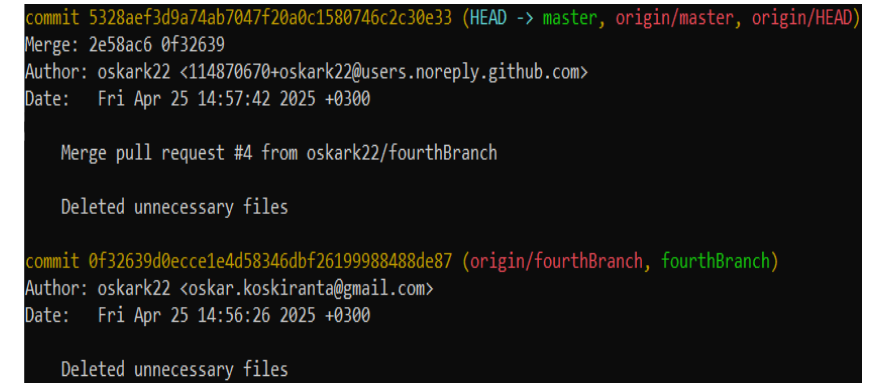 commit 5328aef3d9a74ab7047f20a0c1580746c2c30e33 (HEAD -> master, origin/master, origin/HEAD)
Merge: 2e58ac6 0f32639
Author: oskark22 <114870670+oskark22@users.noreply.github.com>
Date:   Fri Apr 25 14:57:42 2025 +0300
Merge pull request #4 from oskark22/fourthBranch
Deleted unnecessary files
commit 0f32639d0ecce1e4d58346dbf26199988488de87 (origin/fourthBranch, fourthBranch)
Author: oskark22 <oskar.koskiranta@gmail.com>
Date:   Fri Apr 25 14:56:26 2025 +0300
Deleted unnecessary files